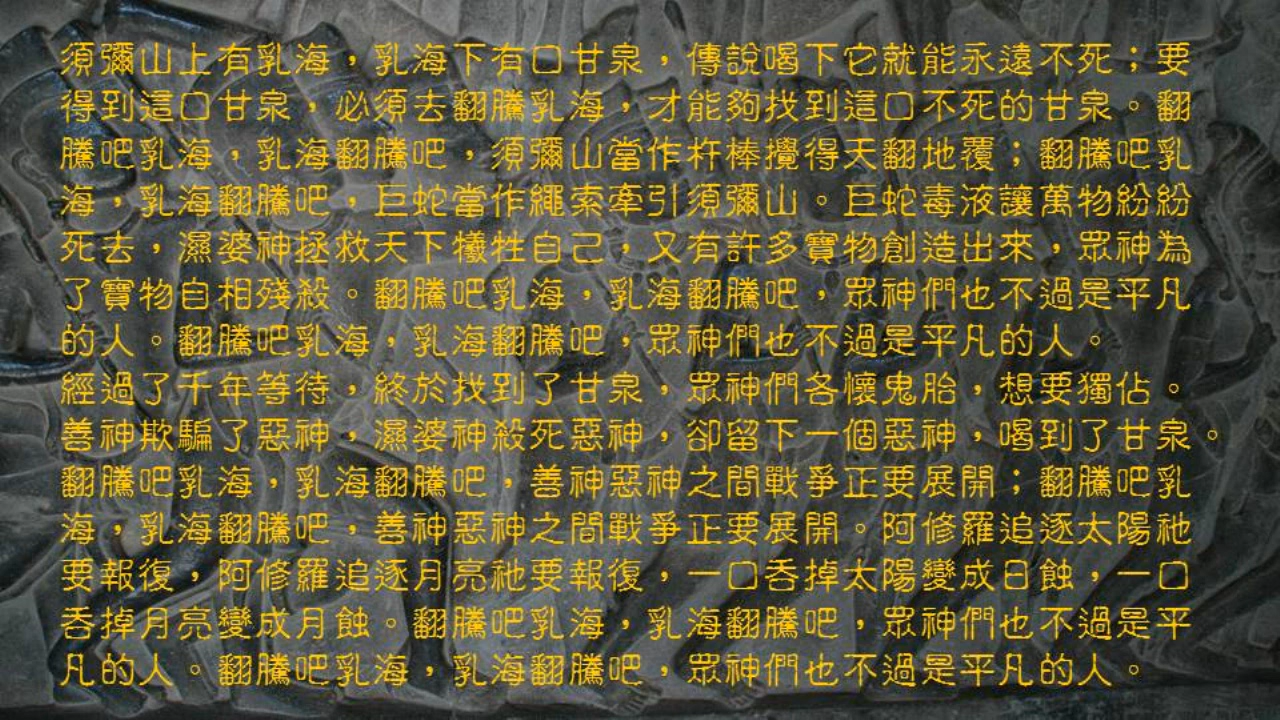 須彌山上有乳海，乳海下有口甘泉，傳說喝下它就能永遠不死；要
得到這口甘泉，必須去翻騰乳海，才能夠找到這口不死的甘泉。翻
騰吧乳海，乳海翻騰吧，須彌山當作杵棒攪得天翻地覆；翻騰吧乳
海，乳海翻騰吧，巨蛇當作繩索牽引須彌山。巨蛇毒液讓萬物紛紛
死去，濕婆神拯救天下犧牲自己，又有許多寶物創造出來，眾神為
了寶物自相殘殺。翻騰吧乳海，乳海翻騰吧，眾神們也不過是平凡
的人。翻騰吧乳海，乳海翻騰吧，眾神們也不過是平凡的人。
經過了千年等待，終於找到了甘泉，眾神們各懷鬼胎，想要獨佔。
善神欺騙了惡神，濕婆神殺死惡神，卻留下一個惡神，喝到了甘泉。
翻騰吧乳海，乳海翻騰吧，善神惡神之間戰爭正要展開；翻騰吧乳
海，乳海翻騰吧，善神惡神之間戰爭正要展開。阿修羅追逐太陽祂
要報復，阿修羅追逐月亮祂要報復，一口吞掉太陽變成日蝕，一口
吞掉月亮變成月蝕。翻騰吧乳海，乳海翻騰吧，眾神們也不過是平
凡的人。翻騰吧乳海，乳海翻騰吧，眾神們也不過是平凡的人。